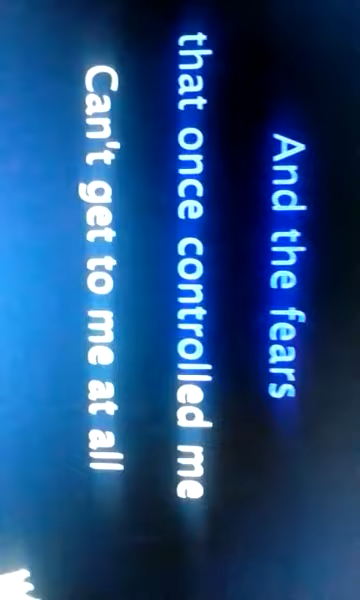 And the fears
that once controlled me
Can't get to me at all